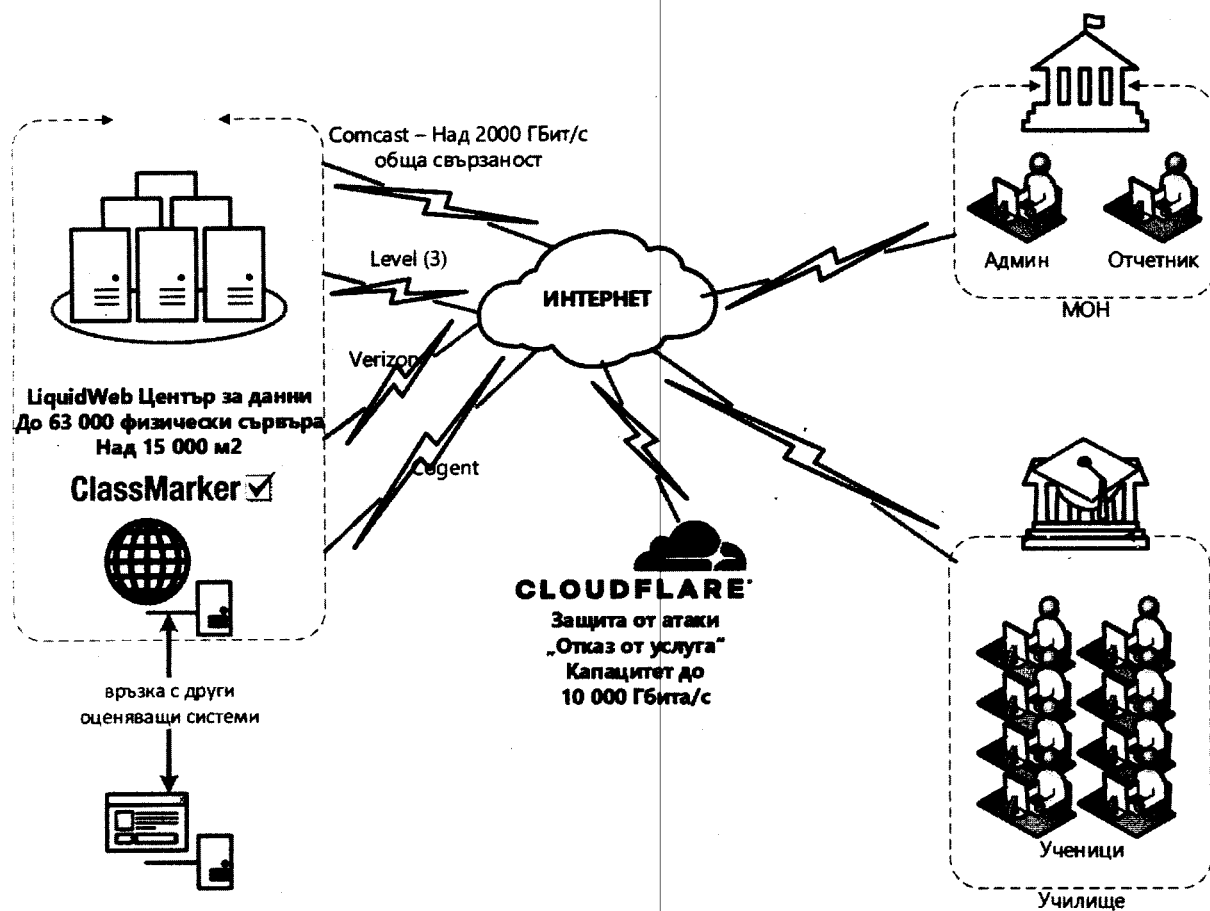 Comcast – Над 2000 ГБит/с
обща свързаност
Level (3)
ИНТЕРНЕТ
Verizon
Cogent
Админ
Отчетник
МОН
LiquidWeb Център за данни
До 63 000 физически сървъра
Над 15 000 м2
ClassMarker
CLOUDFLARE
Защита от атаки
„Отказ от услуга“
Капацитет до
10 000 Гбита/с
връзка с други
оценяващи системи
Ученици
Училище